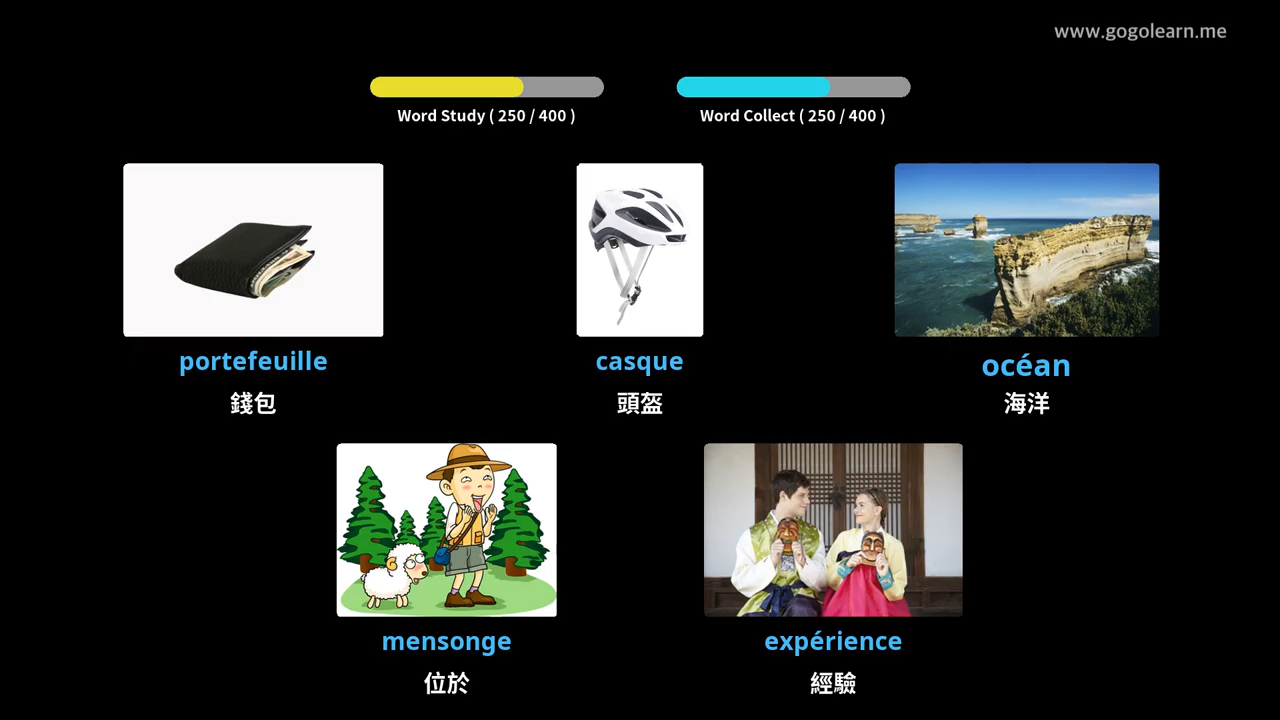 www.gogolearn.me
Word Study ( 250 / 400 )
Word Collect ( 250 / 400 )
portefeuille
casque
océan
錢包
頭盔
海洋
mensonge
expérience
位於
經驗